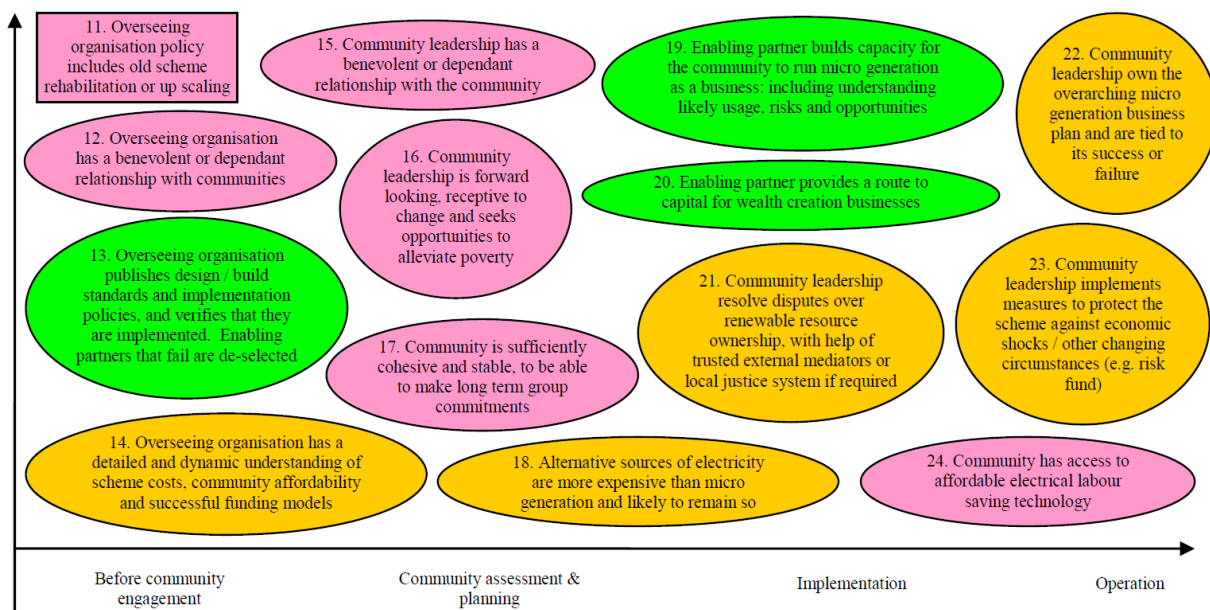 11. Overseeing
organisation policy
includes old scheme
rehabilitation or up scaling
12. Overseeing organisation
has a benevolent or dependant
relationship with communities
13. Overseeing organisation
publishes design / build
standards and implementation
policies, and verifies that they
are implemented.  Enabling
partners that fail are de-selected
14. Overseeing organisation has a
detailed and dynamic understanding of
scheme costs, community affordability
and successful funding models
15. Community leadership has a
benevolent or dependant
relationship with the community
16. Community
leadership is forward
looking, receptive to
change and seeks
opportunities to
alleviate poverty
17. Community is sufficiently
cohesive and stable, to be able
to make long term group
commitments
18. Alternative sources of electricity
are more expensive than micro
generation and likely to remain so
19. Enabling partner builds capacity for
the community to run micro generation
as a business: including understanding
likely usage, risks and opportunities
20. Enabling partner provides a route to
capital for wealth creation businesses
21. Community leadership
resolve disputes over
renewable resource
ownership, with help of
trusted external mediators or
local justice system if required
22. Community
leadership own the
overarching micro
generation business
plan and are tied to
its success or
failure
23. Community
leadership implements
measures to protect the
scheme against economic
shocks / other changing
circumstances (e.g. risk
fund)
24. Community has access to
affordable electrical labour
saving technology
Before community
engagement
Community assessment &
planning
Implementation
Operation